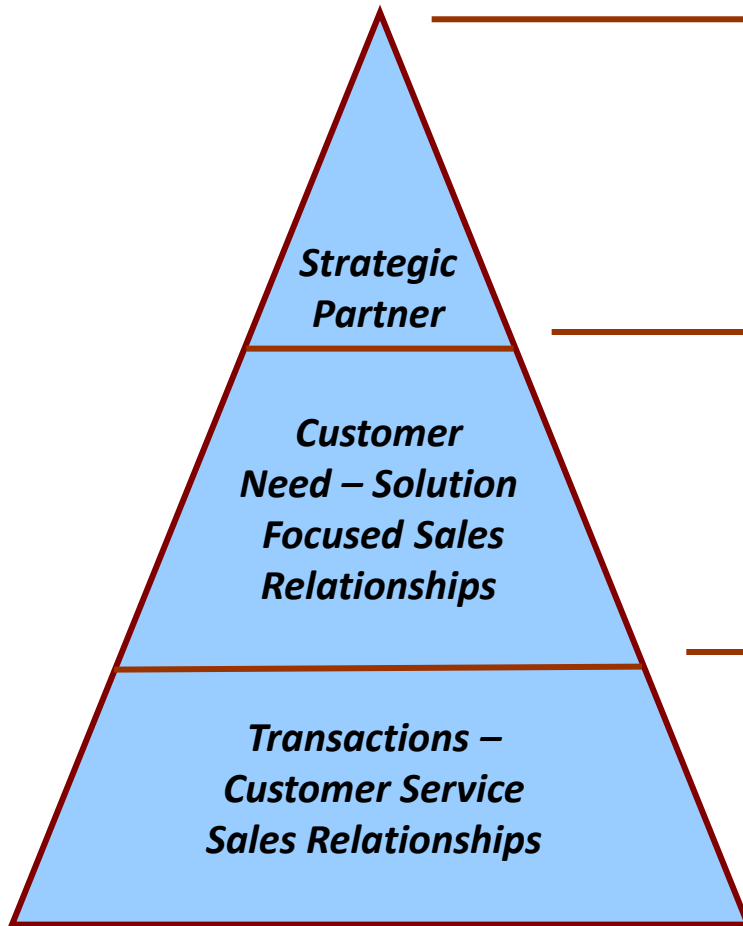 Strategic
Partner
Customer
Need – Solution
Focused Sales
Relationships
Transactions –
Customer Service
Sales Relationships